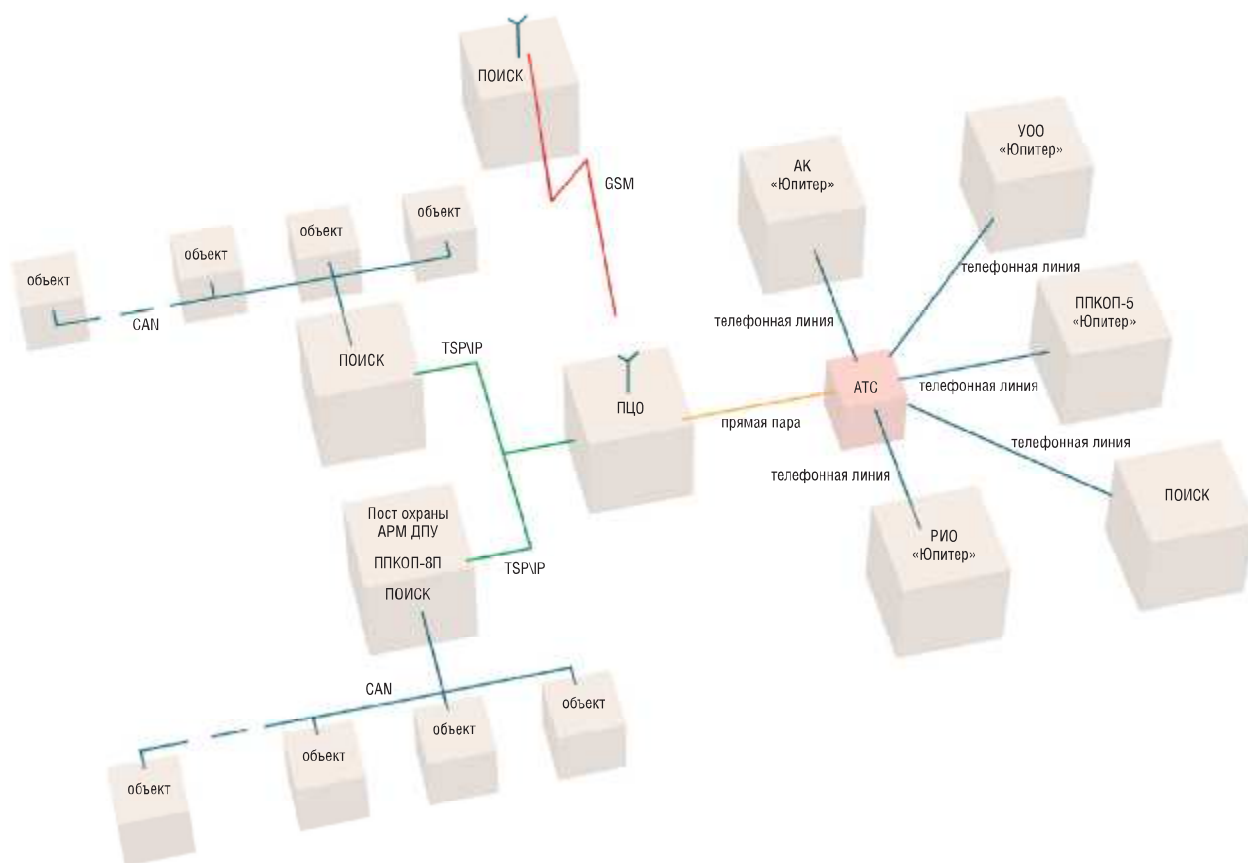 ПОИСК
GSM
УОО
«Юпитер»
АК
«Юпитер»
объект
объект
объект
объект
CAN
телефонная линия
ППКОП-5
«Юпитер»
телефонная линия
ПОИСК
TSP\IP
ПЦО
АТС
телефонная линия
прямая пара
телефонная линия
телефонная линия
ПОИСК
РИО
«Юпитер»
Пост охраны
АРМ ДПУ
ППКОП-8П
ПОИСК
TSP\IP
CAN
объект
объект
объект
объект